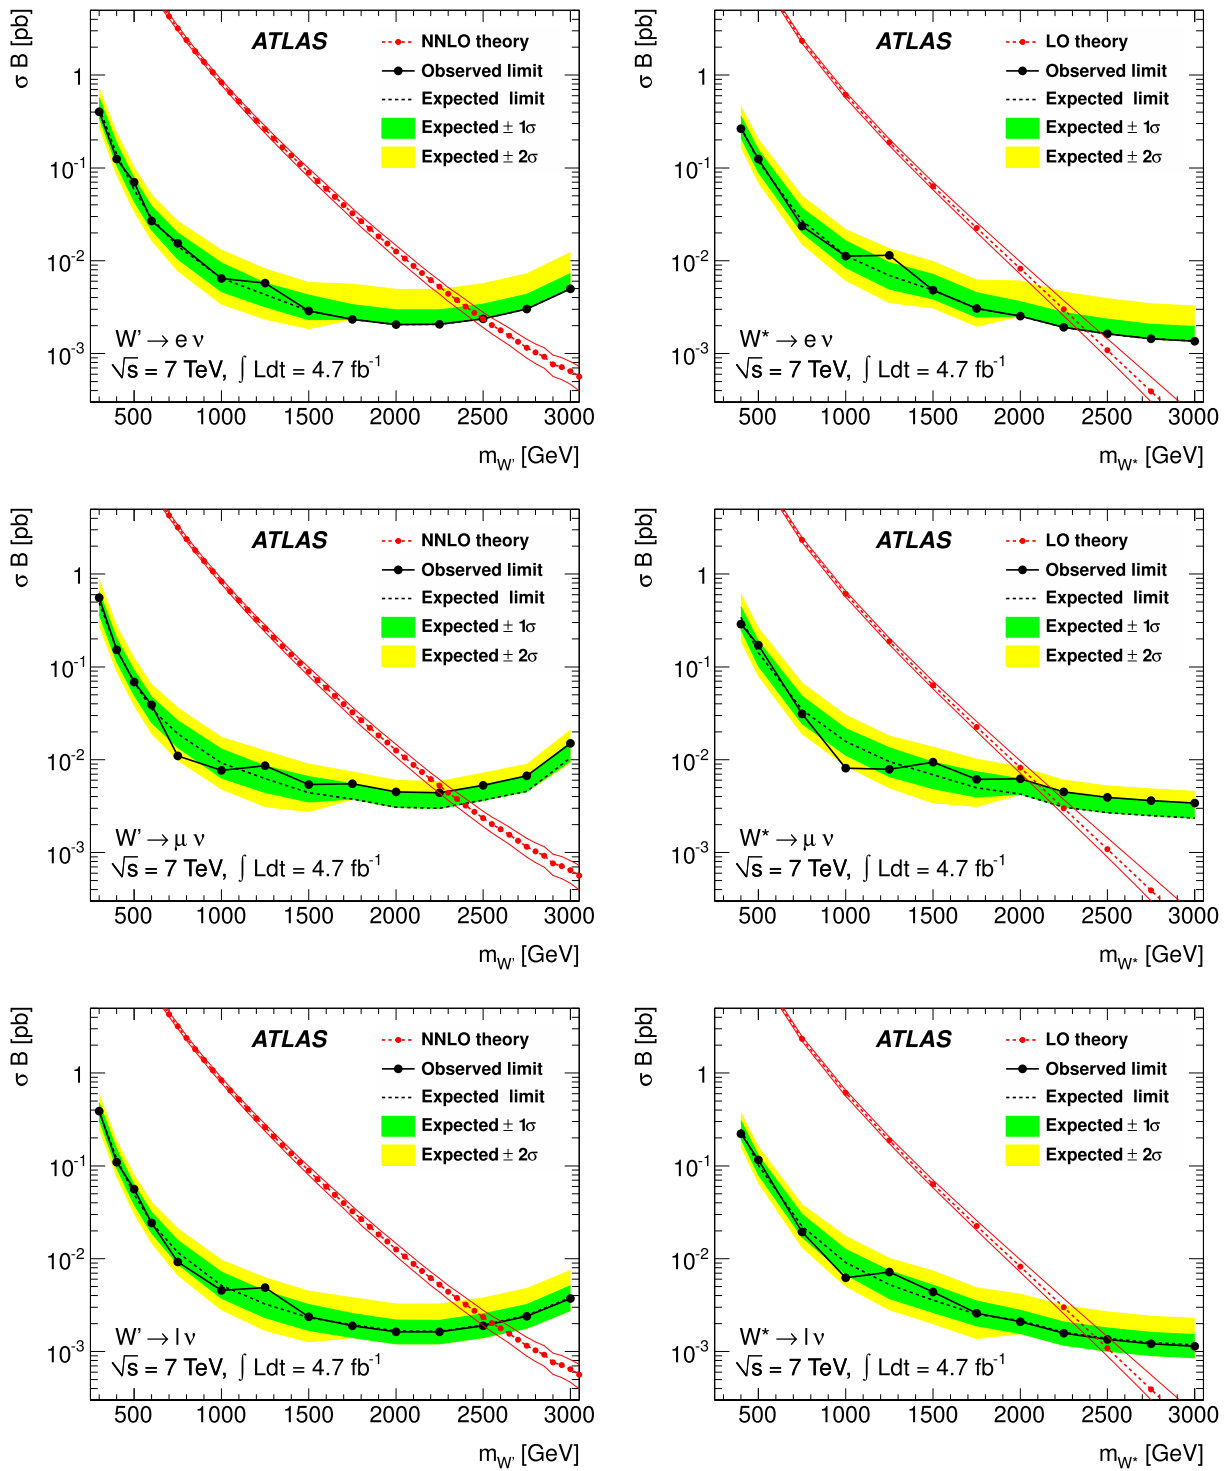 σ B [pb]
ATLAS
NNLO theory
Observed limit
Expected limit
Expected ± 1σ
Expected ± 2σ
1
10⁻¹
10⁻²
10⁻³
W' → e ν
√s = 7 TeV, ∫ Ldt = 4.7 fb⁻¹
500 1000 1500 2000 2500 3000
m_W' [GeV]
σ B [pb]
ATLAS
LO theory
Observed limit
Expected limit
Expected ± 1σ
Expected ± 2σ
1
10⁻¹
10⁻²
10⁻³
W* → e ν
√s = 7 TeV, ∫ Ldt = 4.7 fb⁻¹
500 1000 1500 2000 2500 3000
m_W* [GeV]
σ B [pb]
ATLAS
NNLO theory
Observed limit
Expected limit
Expected ± 1σ
Expected ± 2σ
1
10⁻¹
10⁻²
10⁻³
W' → μ ν
√s = 7 TeV, ∫ Ldt = 4.7 fb⁻¹
500 1000 1500 2000 2500 3000
m_W' [GeV]
σ B [pb]
ATLAS
LO theory
Observed limit
Expected limit
Expected ± 1σ
Expected ± 2σ
1
10⁻¹
10⁻²
10⁻³
W* → μ ν
√s = 7 TeV, ∫ Ldt = 4.7 fb⁻¹
500 1000 1500 2000 2500 3000
m_W* [GeV]
σ B [pb]
ATLAS
NNLO theory
Observed limit
Expected limit
Expected ± 1σ
Expected ± 2σ
1
10⁻¹
10⁻²
10⁻³
W' → l ν
√s = 7 TeV, ∫ Ldt = 4.7 fb⁻¹
500 1000 1500 2000 2500 3000
m_W' [GeV]
σ B [pb]
ATLAS
LO theory
Observed limit
Expected limit
Expected ± 1σ
Expected ± 2σ
1
10⁻¹
10⁻²
10⁻³
W* → l ν
√s = 7 TeV, ∫ Ldt = 4.7 fb⁻¹
500 1000 1500 2000 2500 3000
m_W* [GeV]